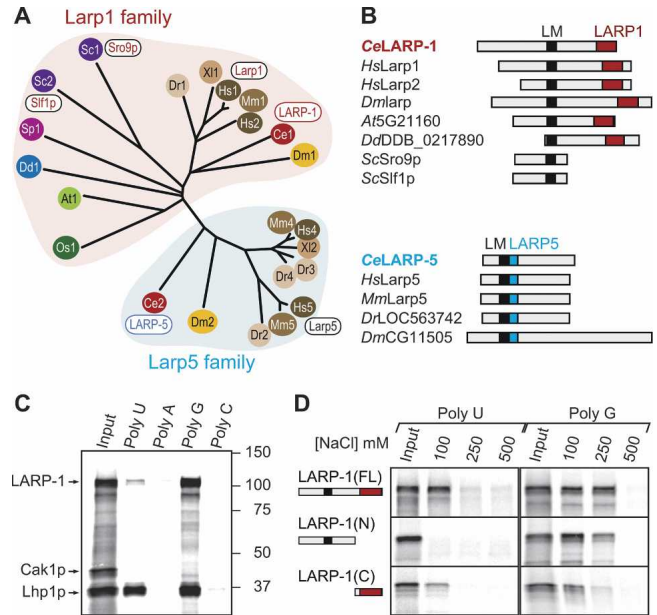 A
Larp1 family
Sc1 Sro9p
Sc2
Slf1p
Sp1
Dd1
At1
Os1
Dr1
Xl1
Larp1
Hs1
Mm1
Hs2
LARP-1
Ce1
Dm1
Mm4
Hs4
Xl2
Dr3
Dr4
Hs5
Larp5
Mm5
Dr2
Dm2
Ce2
LARP-5
Larp5 family
B
LM LARP1
CeLARP-1
HsLarp1
HsLarp2
Dmlarp
At5G21160
DdDDB_0217890
ScSro9p
ScSlf1p
LM LARP5
CeLARP-5
HsLarp5
MmLarp5
DrLOC563742
DmCG11505
C
Input Poly U Poly A Poly G Poly C
150
LARP-1
100
75
50
Cak1p
Lhp1p
37
D
Poly U Poly G
[NaCl] mM Input 100 250 500 Input 100 250 500
LARP-1(FL)
LARP-1(N)
LARP-1(C)